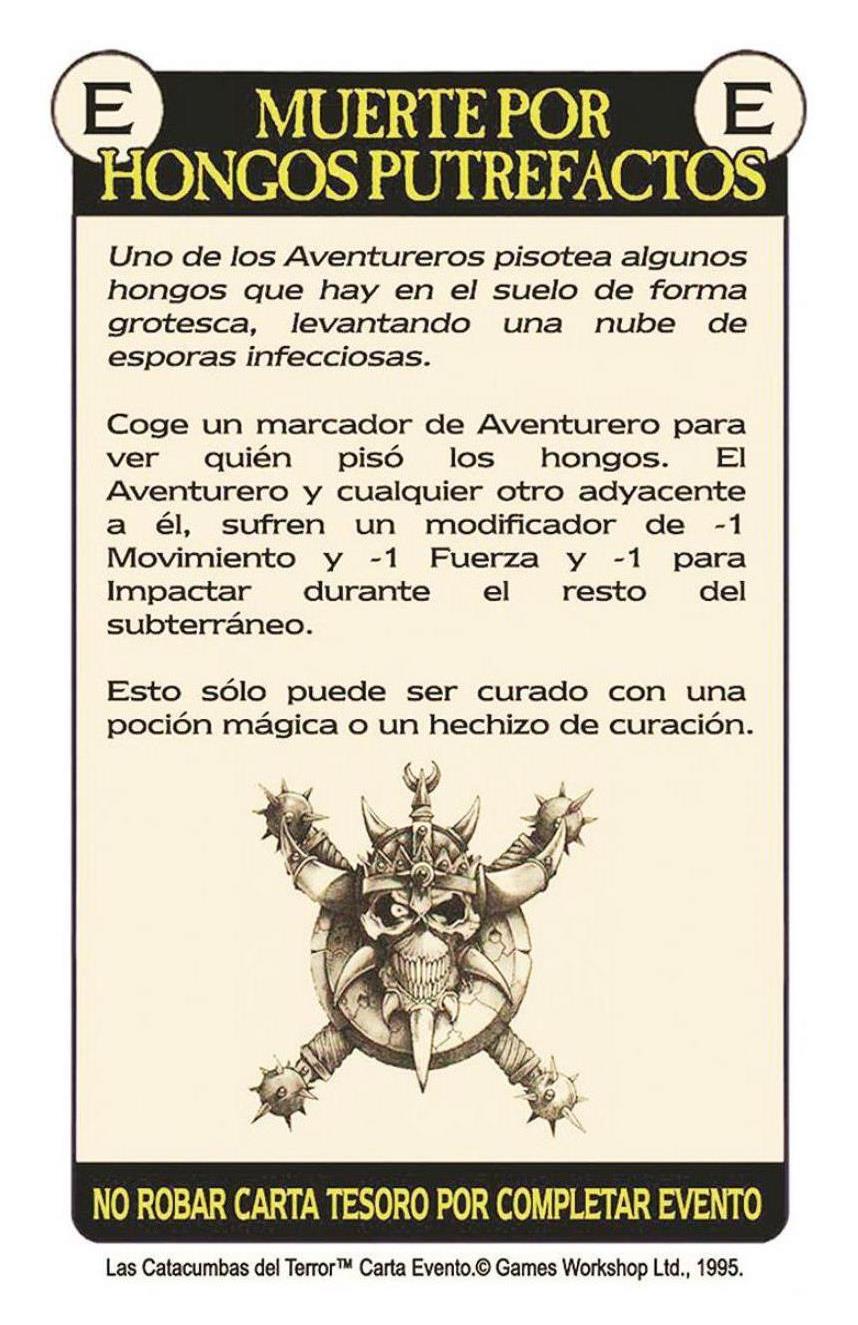 E
E
MUERTE POR
HONGOS PUTREFACTOS
Uno de los Aventureros pisotea algunos
hongos que hay en el suelo de forma
grotesca, levantando una nube de
esporas infecciosas.
Coge un marcador de Aventurero para
ver quién pisó los hongos. El
Aventurero y cualquier otro adyacente
a él, sufren un modificador de -1
Movimiento y -1 Fuerza y -1 para
Impactar durante el resto del
subterráneo.
Esto sólo puede ser curado con una
poción mágica o un hechizo de curación.
NO ROBAR CARTA TESORO POR COMPLETAR EVENTO
Las Catacumbas del Terror™ Carta Evento.© Games Workshop Ltd., 1995.